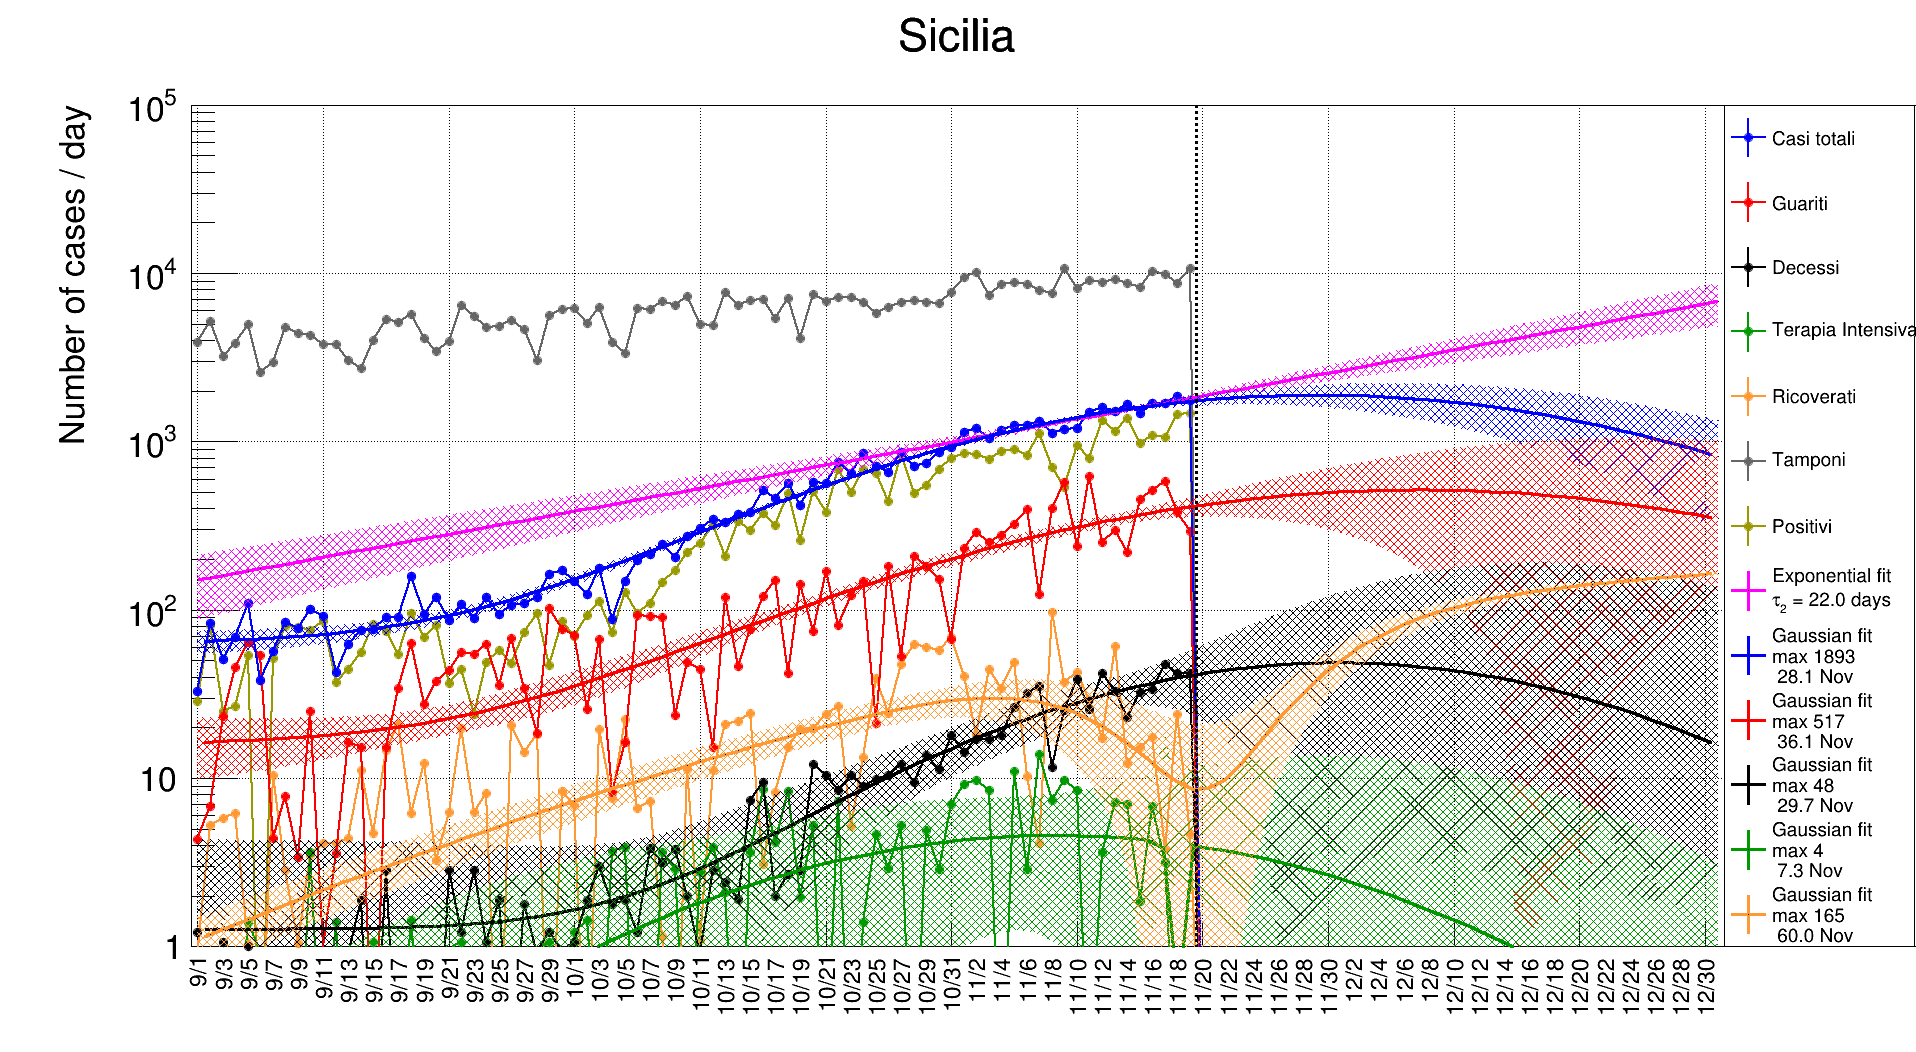 Sicilia
Number of cases / day
10^5
10^4
10^3
10^2
10
1
9/1 9/3 9/5 9/7 9/9 9/11 9/13 9/15 9/17 9/19 9/21 9/23 9/25 9/27 9/29 10/1 10/3 10/5 10/7 10/9 10/11 10/13 10/15 10/17 10/19 10/21 10/23 10/25 10/27 10/29 10/31 11/2 11/4 11/6 11/8 11/10 11/12 11/14 11/16 11/18 11/20 11/22 11/24 11/26 11/28 11/30 12/2 12/4 12/6 12/8 12/10 12/12 12/14 12/16 12/18 12/20 12/22 12/24 12/26 12/28 12/30
Casi totali
Guariti
Decessi
Terapia Intensiva
Ricoverati
Tamponi
Positivi
Exponential fit
τ2 = 22.0 days
Gaussian fit
max 1893
28.1 Nov
Gaussian fit
max 517
36.1 Nov
Gaussian fit
max 48
29.7 Nov
Gaussian fit
max 4
7.3 Nov
Gaussian fit
max 165
60.0 Nov